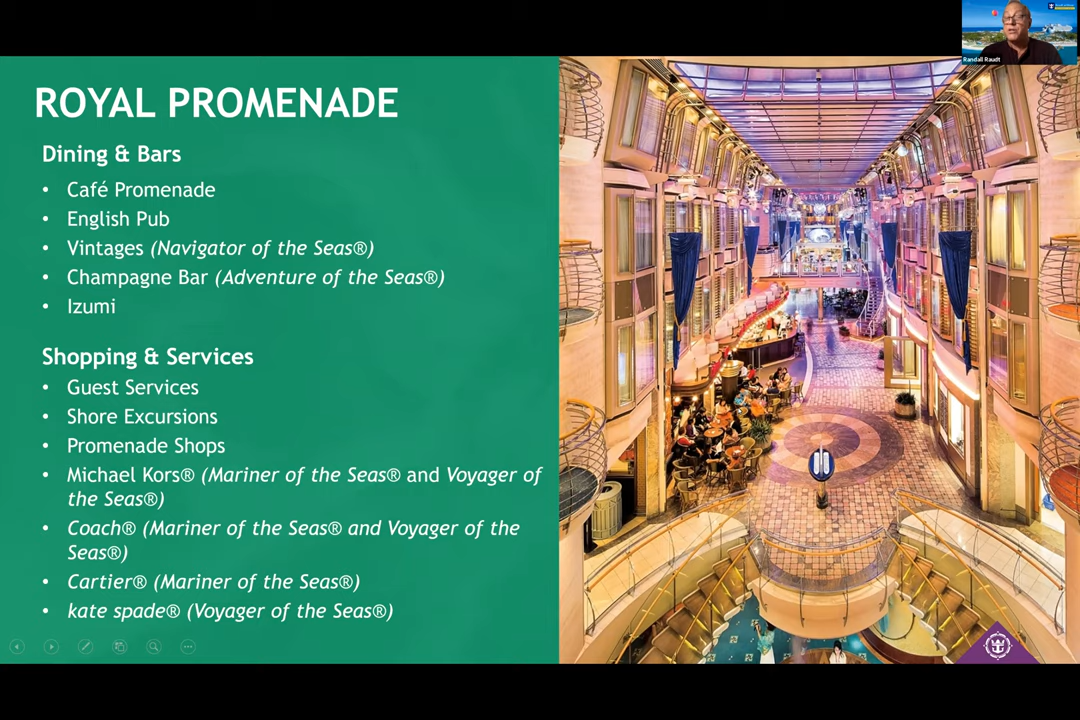 Randall Raudt
ROYAL PROMENADE
Dining & Bars
• Café Promenade
• English Pub
• Vintages (Navigator of the Seas®)
• Champagne Bar (Adventure of the Seas®)
• Izumi
Shopping & Services
• Guest Services
• Shore Excursions
• Promenade Shops
• Michael Kors® (Mariner of the Seas® and Voyager of
the Seas®)
• Coach® (Mariner of the Seas® and Voyager of the
Seas®)
• Cartier® (Mariner of the Seas®)
• kate spade® (Voyager of the Seas®)